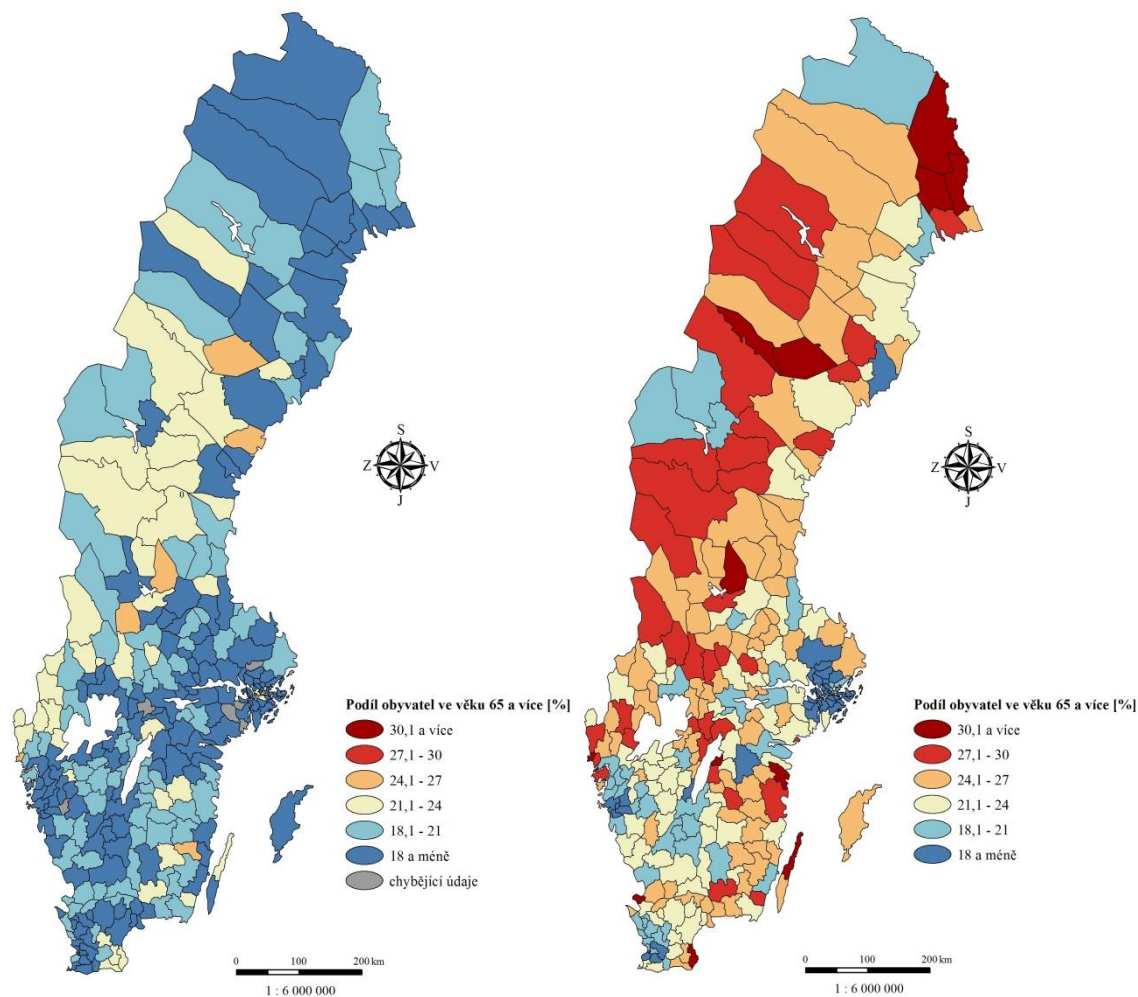 S
Z V
J
0
Podíl obyvatel ve věku 65 a více [%]
30,1 a více
27,1 - 30
24,1 - 27
21,1 - 24
18,1 - 21
18 a méně
chybějící údaje
0 100 200 km
1 : 6 000 000
S
Z V
J
Podíl obyvatel ve věku 65 a více [%]
30,1 a více
27,1 - 30
24,1 - 27
21,1 - 24
18,1 - 21
18 a méně
0 100 200 km
1 : 6 000 000